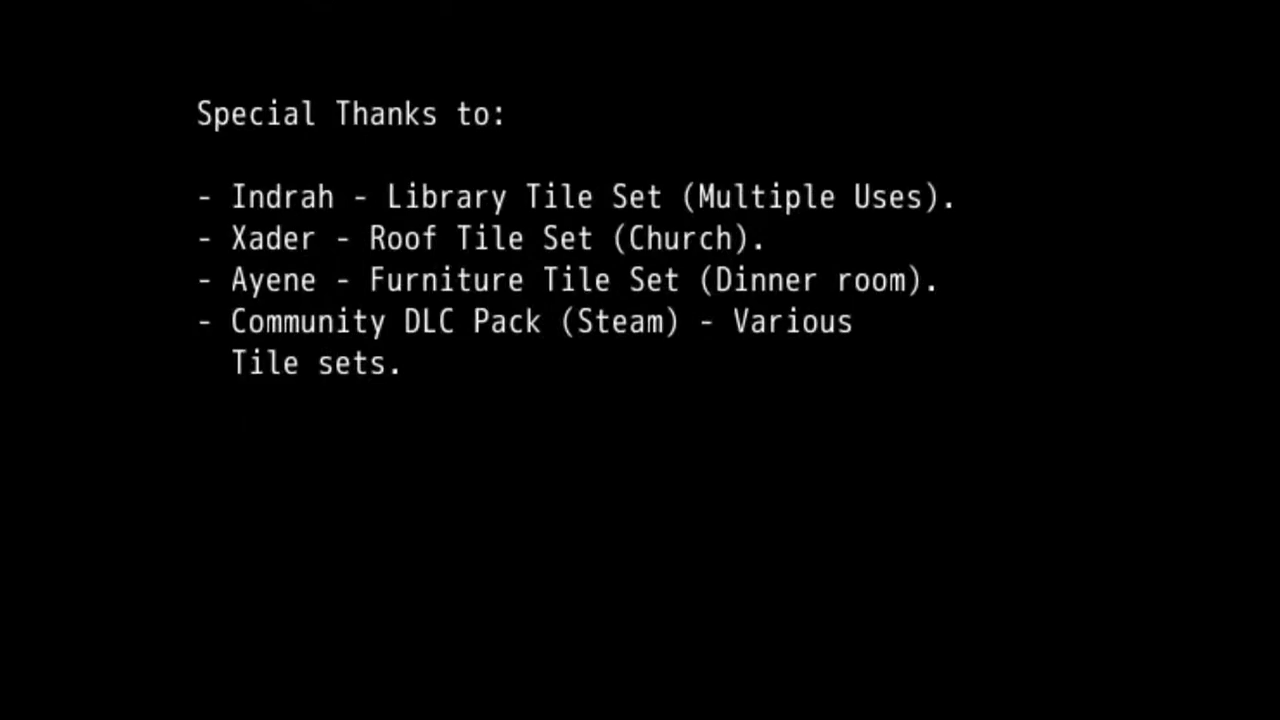 Special Thanks to:
- Indrah - Library Tile Set (Multiple Uses).
- Xader - Roof Tile Set (Church).
- Ayene - Furniture Tile Set (Dinner room).
- Community DLC Pack (Steam) - Various
Tile sets.